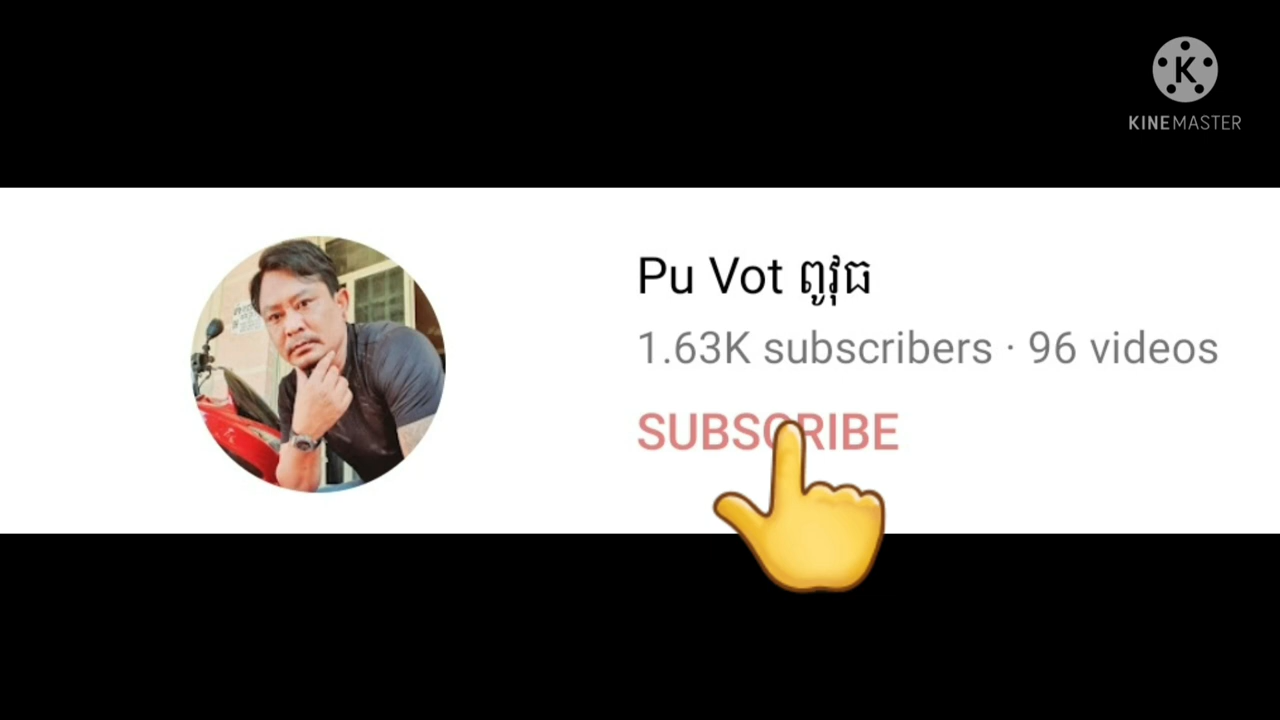 K
KINEMASTER
Pu Vot ពូវុធ
1.63K subscribers · 96 videos
SUBSCRIBE